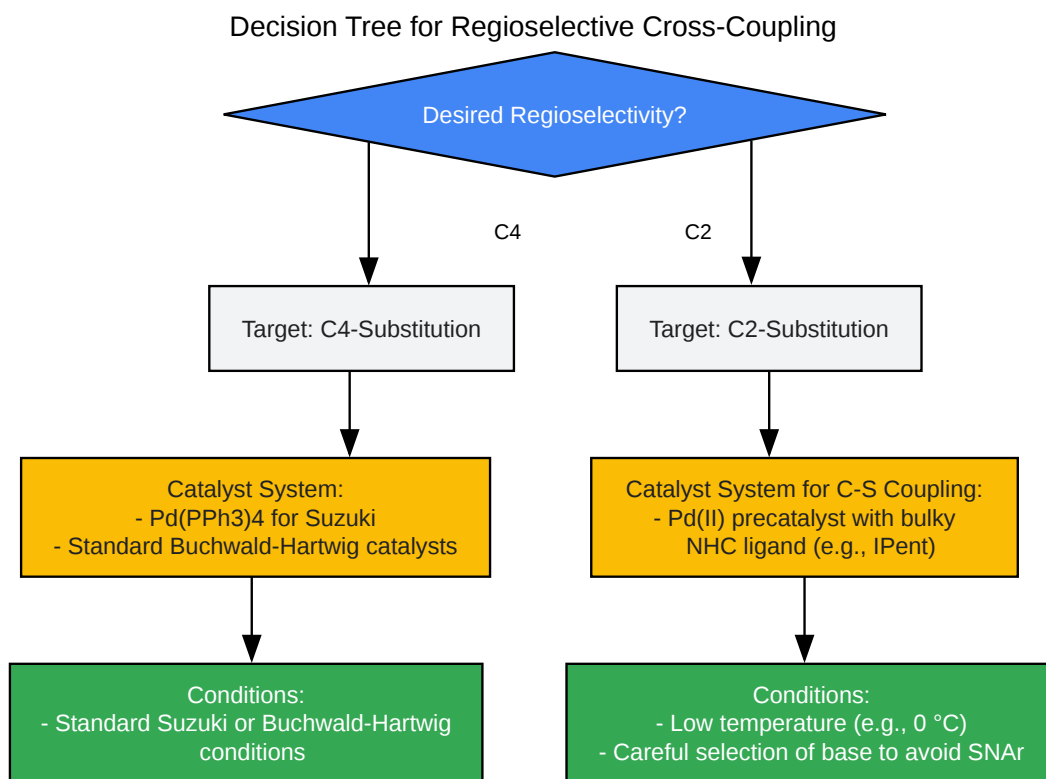 Decision Tree for Regioselective Cross-Coupling
Desired Regioselectivity?
C4
C2
Target: C4-Substitution
Target: C2-Substitution
Catalyst System:
- Pd(PPh3)4 for Suzuki
- Standard Buchwald-Hartwig catalysts
Catalyst System for C-S Coupling:
- Pd(II) precatalyst with bulky
NHC ligand (e.g., IPent)
Conditions:
- Standard Suzuki or Buchwald-Hartwig
conditions
Conditions:
- Low temperature (e.g., 0 °C)
- Careful selection of base to avoid SNAr